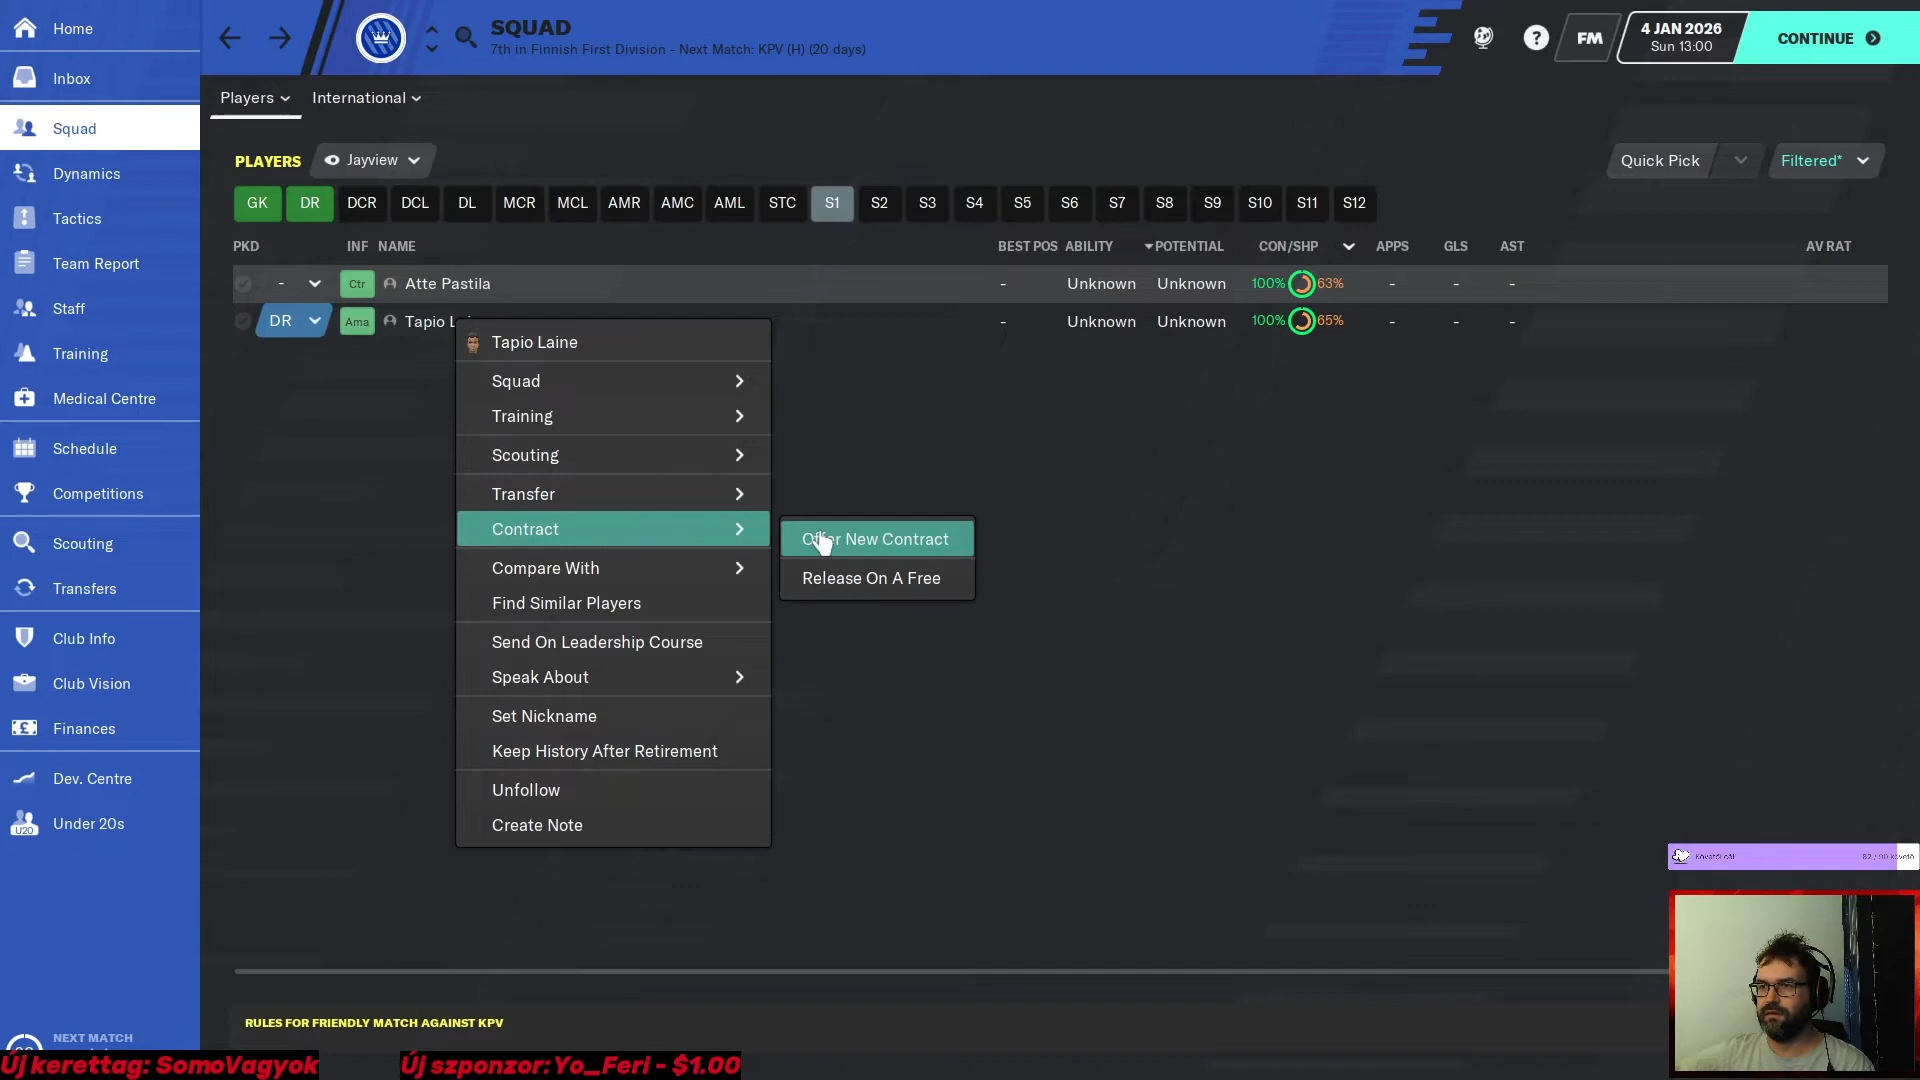 Home
Inbox
Squad
Dynamics
Tactics
Team Report
Staff
Training
Medical Centre
Schedule
Competitions
Scouting
Transfers
Club Info
Club Vision
Finances
Dev. Centre
U20
Under 20s
NEXT MATCH
SQUAD
7th in Finnish First Division - Next Match: KPV (H) (20 days)
?
FM
4 JAN 2026
Sun 13:00
CONTINUE
Players
International
PLAYERS
Jayview
Quick Pick
Filtered*
GK DR DCR DCL DL MCR MCL AMR AMC AML STC S1 S2 S3 S4 S5 S6 S7 S8 S9 S10 S11 S12
PKD INF NAME BEST POS ABILITY POTENTIAL CON/SHP APPS GLS AST AV RAT
- Ctr Atte Pastila - Unknown Unknown 100% 63% - - -
DR Ama Tapio - Unknown Unknown 100% 65% - - -
Tapio Laine
Squad
Training
Scouting
Transfer
Contract
Offer New Contract
Release On A Free
Compare With
Find Similar Players
Send On Leadership Course
Speak About
Set Nickname
Keep History After Retirement
Unfollow
Create Note
Követői cél
82 / 90 követő
RULES FOR FRIENDLY MATCH AGAINST KPV
Új kerettag: SomoVagyok
Új szponzor: Yo_Feri - $1.00